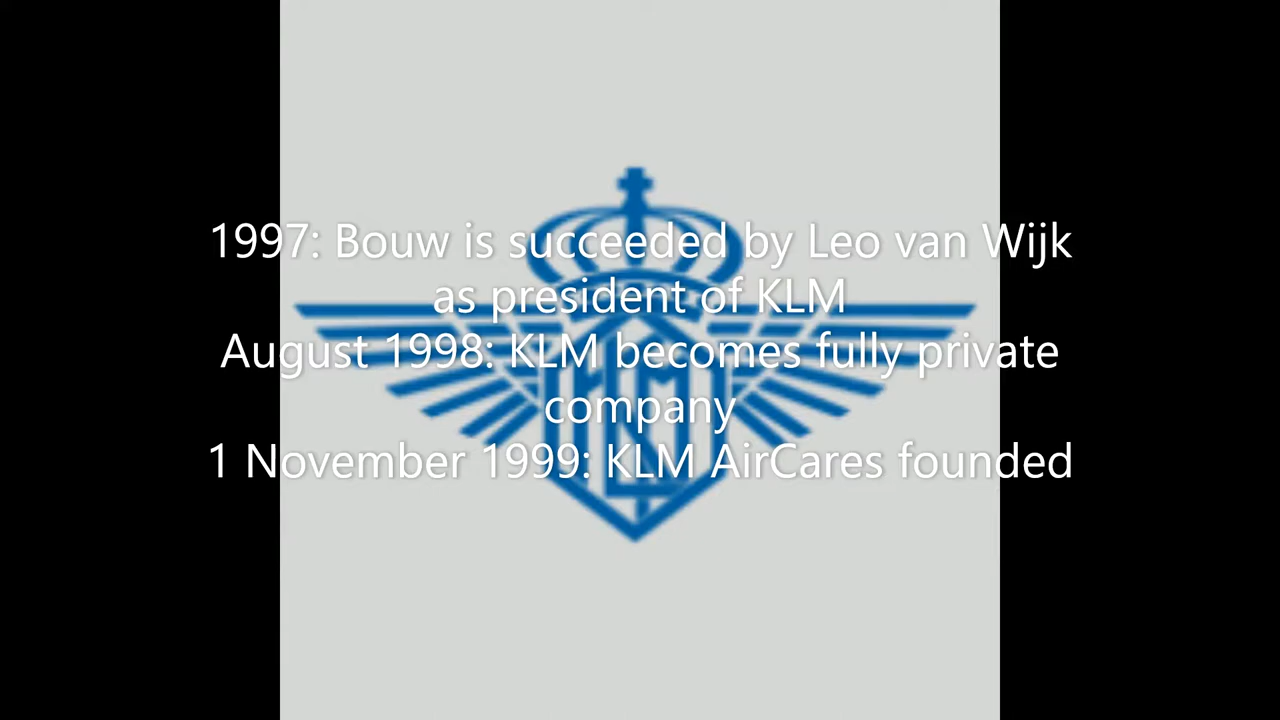 1997: Bouw is succeeded by Leo van Wijk
as president of KLM
August 1998: KLM becomes fully private
company
1 November 1999: KLM AirCares founded
KLM